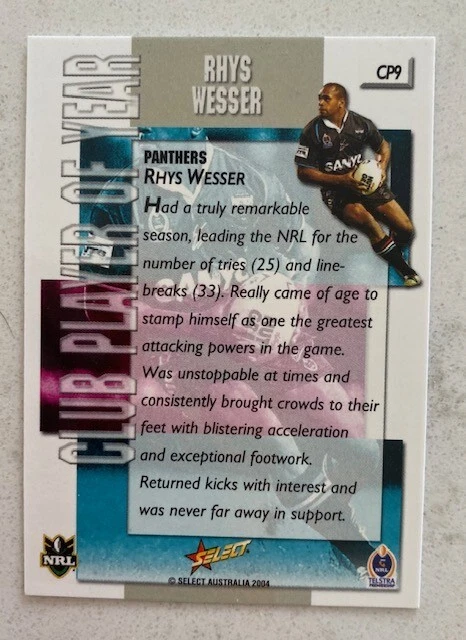 RHYS
WESSER
CP9
CLUB PLAYER OF YEAR
PANTHERS
RHYS WESSER
Had a truly remarkable
season, leading the NRL for the
number of tries (25) and line-
breaks (33). Really came of age to
stamp himself as one the greatest
attacking powers in the game.
Was unstoppable at times and
consistently brought crowds to their
feet with blistering acceleration
and exceptional footwork.
Returned kicks with interest and
was never far away in support.
SANYO
NRL
SELECT
© SELECT AUSTRALIA 2004
NRL
TELSTRA